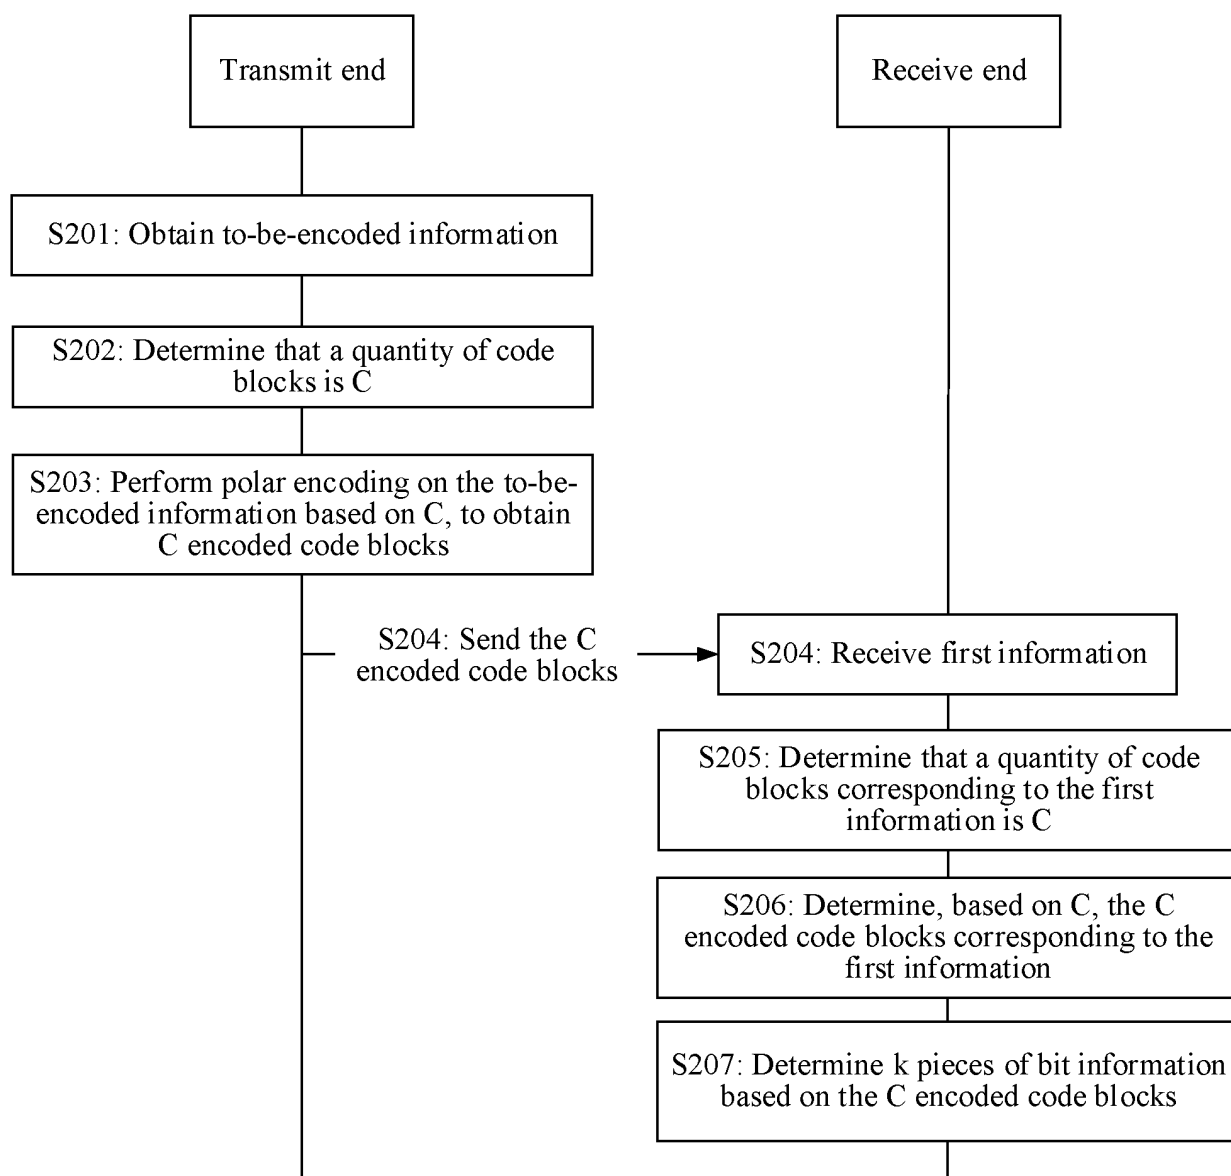 Transmit end
Receive end
S201: Obtain to-be-encoded information
S202: Determine that a quantity of code
blocks is C
S203: Perform polar encoding on the to-be-
encoded information based on C, to obtain
C encoded code blocks
S204: Send the C
encoded code blocks
S204: Receive first information
S205: Determine that a quantity of code
blocks corresponding to the first
information is C
S206: Determine, based on C, the C
encoded code blocks corresponding to the
first information
S207: Determine k pieces of bit information
based on the C encoded code blocks